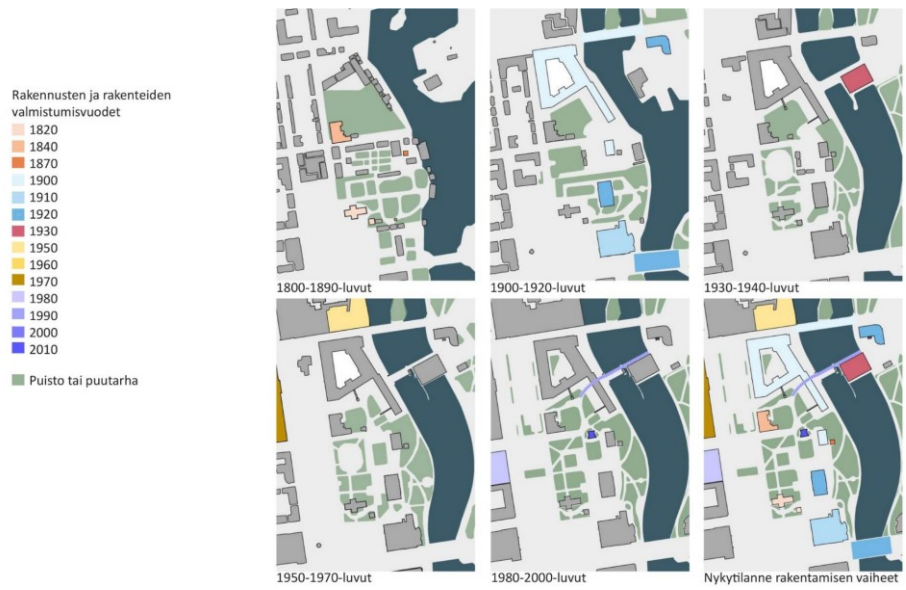 Rakennusten ja rakenteiden
valmistumisvuodet
1820
1840
1870
1900
1910
1920
1930
1950
1960
1970
1980
1990
2000
2010
Puisto tai puutarha
1800-1890-luvut
1900-1920-luvut
1930-1940-luvut
1950-1970-luvut
1980-2000-luvut
Nykytilanne rakentamisen vaiheet